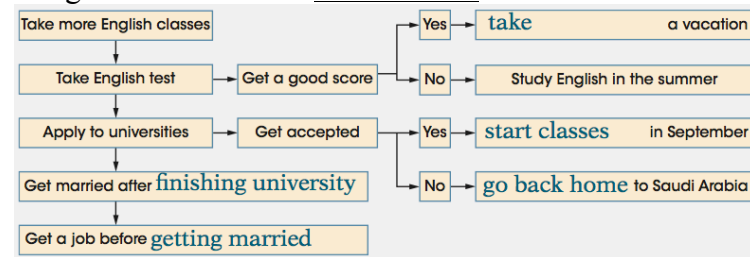 Take more English classes
Yes
take a vacation
Take English test
Get a good score
No
Study English in the summer
Apply to universities
Get accepted
Yes
start classes in September
Get married after finishing university
No
go back home to Saudi Arabia
Get a job before getting married